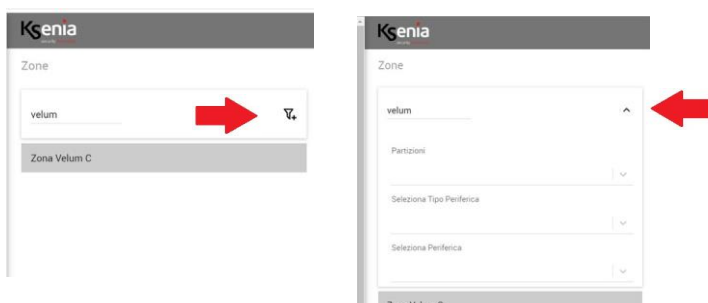 Ksenia
Zone
velum
Zona Velum C
Ksenia
Zone
velum
Partizioni
Seleziona Tipo Periferica
Seleziona Periferica